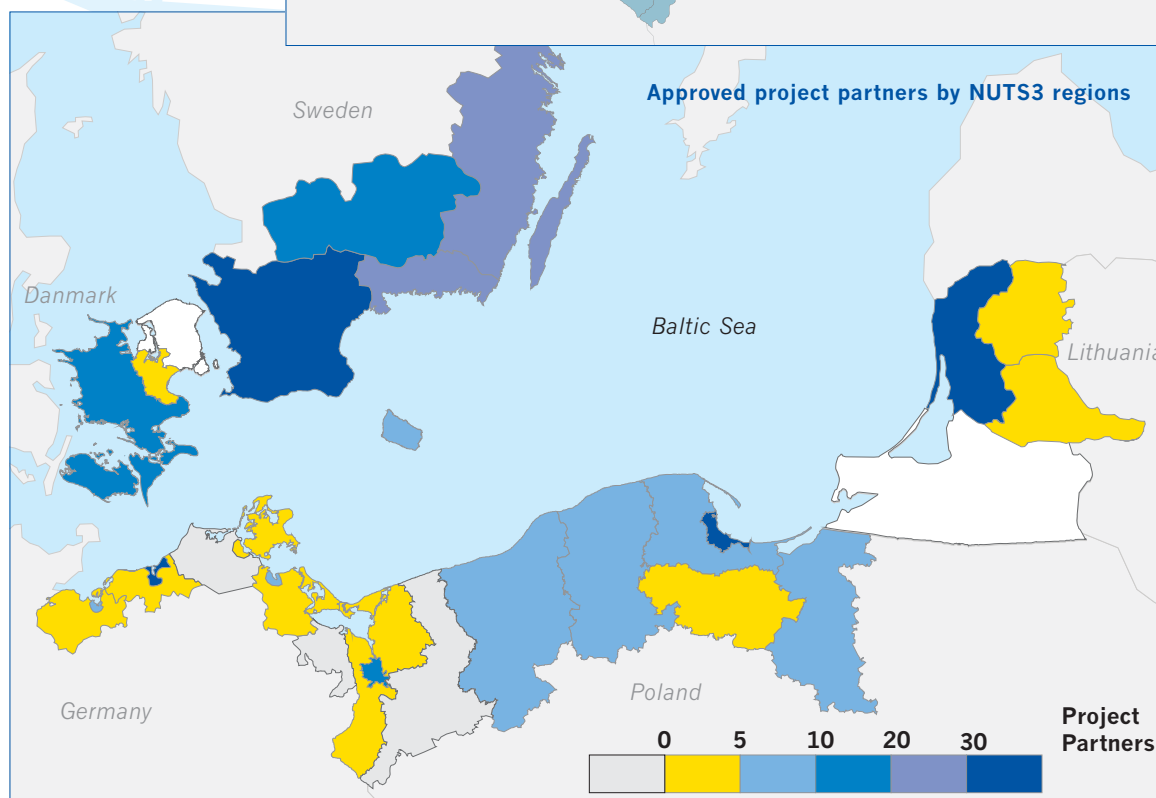 Approved project partners by NUTS3 regions
Sweden
Danmark
Baltic Sea
Lithuania
Germany
Poland
Project
Partners
0 5 10 20 30